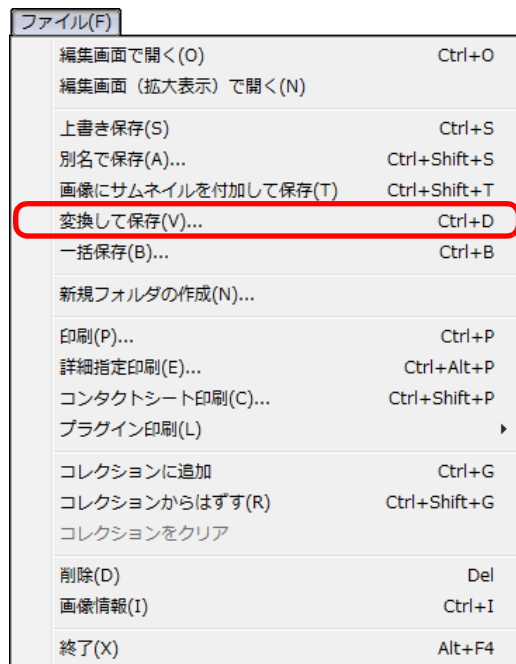 ファイル(F)
編集画面で開く(O) Ctrl+O
編集画面（拡大表示）で開く(N)
上書き保存(S) Ctrl+S
別名で保存(A)... Ctrl+Shift+S
画像にサムネイルを付加して保存(T) Ctrl+Shift+T
変換して保存(V)... Ctrl+D
一括保存(B)... Ctrl+B
新規フォルダの作成(N)...
印刷(P)... Ctrl+P
詳細指定印刷(E)... Ctrl+Alt+P
コンタクトシート印刷(C)... Ctrl+Shift+P
プラグイン印刷(L)
コレクションに追加 Ctrl+G
コレクションからはずす(R) Ctrl+Shift+G
コレクションをクリア
削除(D) Del
画像情報(I) Ctrl+I
終了(X) Alt+F4